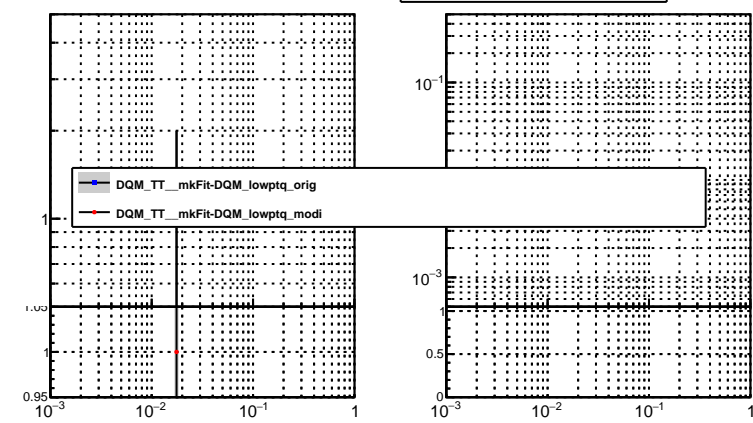 10⁻¹
DQM_TT__mkFit-DQM_lowptq_orig
DQM_TT__mkFit-DQM_lowptq_modi
1
10⁻³
1.05
1
1
0.5
0.95
0
10⁻³ 10⁻² 10⁻¹ 1
10⁻³ 10⁻² 10⁻¹ 1